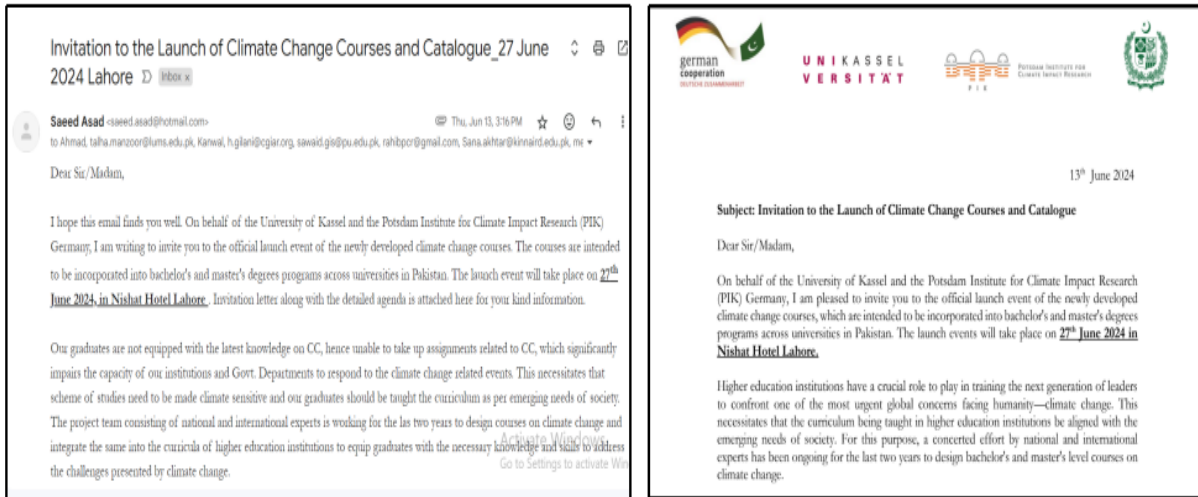 Invitation to the Launch of Climate Change Courses and Catalogue_27 June
2024 Lahore Inbox x
Saeed Asad <saeed.asad@hotmail.com>
Thu, Jun 13, 3:16 PM
to Ahmad, talha.manzoor@lums.edu.pk, Kanwal, h.gilani@cgiar.org, sawaid.gis@pu.edu.pk, rahibpcr@gmail.com, Sana.akhtar@kinnaird.edu.pk, me
Dear Sir/Madam,
I hope this email finds you well. On behalf of the University of Kassel and the Potsdam Institute for Climate Impact Research (PIK)
Germany, I am writing to invite you to the official launch event of the newly developed climate change courses. The courses are intended
to be incorporated into bachelor's and master's degrees programs across universities in Pakistan. The launch event will take place on 27th
June 2024, in Nishat Hotel Lahore . Invitation letter along with the detailed agenda is attached here for your kind information.
Our graduates are not equipped with the latest knowledge on CC, hence unable to take up assignments related to CC, which significantly
impairs the capacity of our institutions and Govt. Departments to respond to the climate change related events. This necessitates that
scheme of studies need to be made climate sensitive and our graduates should be taught the curriculum as per emerging needs of society.
The project team consisting of national and international experts is working for the las two years to design courses on climate change and
integrate the same into the curricula of higher education institutions to equip graduates with the necessary knowledge and skills to address
the challenges presented by climate change.
Activate Windows
Go to Settings to activate Win
german
cooperation
DEUTSCHE ZUSAMMENARBEIT
UNIKASSEL
VERSITÄT
PIK
POTSDAM INSTITUTE FOR
CLIMATE IMPACT RESEARCH
13th June 2024
Subject: Invitation to the Launch of Climate Change Courses and Catalogue
Dear Sir/Madam,
On behalf of the University of Kassel and the Potsdam Institute for Climate Impact Research
(PIK) Germany, I am pleased to invite you to the official launch event of the newly developed
climate change courses, which are intended to be incorporated into bachelor's and master's degrees
programs across universities in Pakistan. The launch events will take place on 27th June 2024 in
Nishat Hotel Lahore.
Higher education institutions have a crucial role to play in training the next generation of leaders
to confront one of the most urgent global concerns facing humanity—climate change. This
necessitates that the curriculum being taught in higher education institutions be aligned with the
emerging needs of society. For this purpose, a concerted effort by national and international
experts has been ongoing for the last two years to design bachelor's and master's level courses on
climate change.